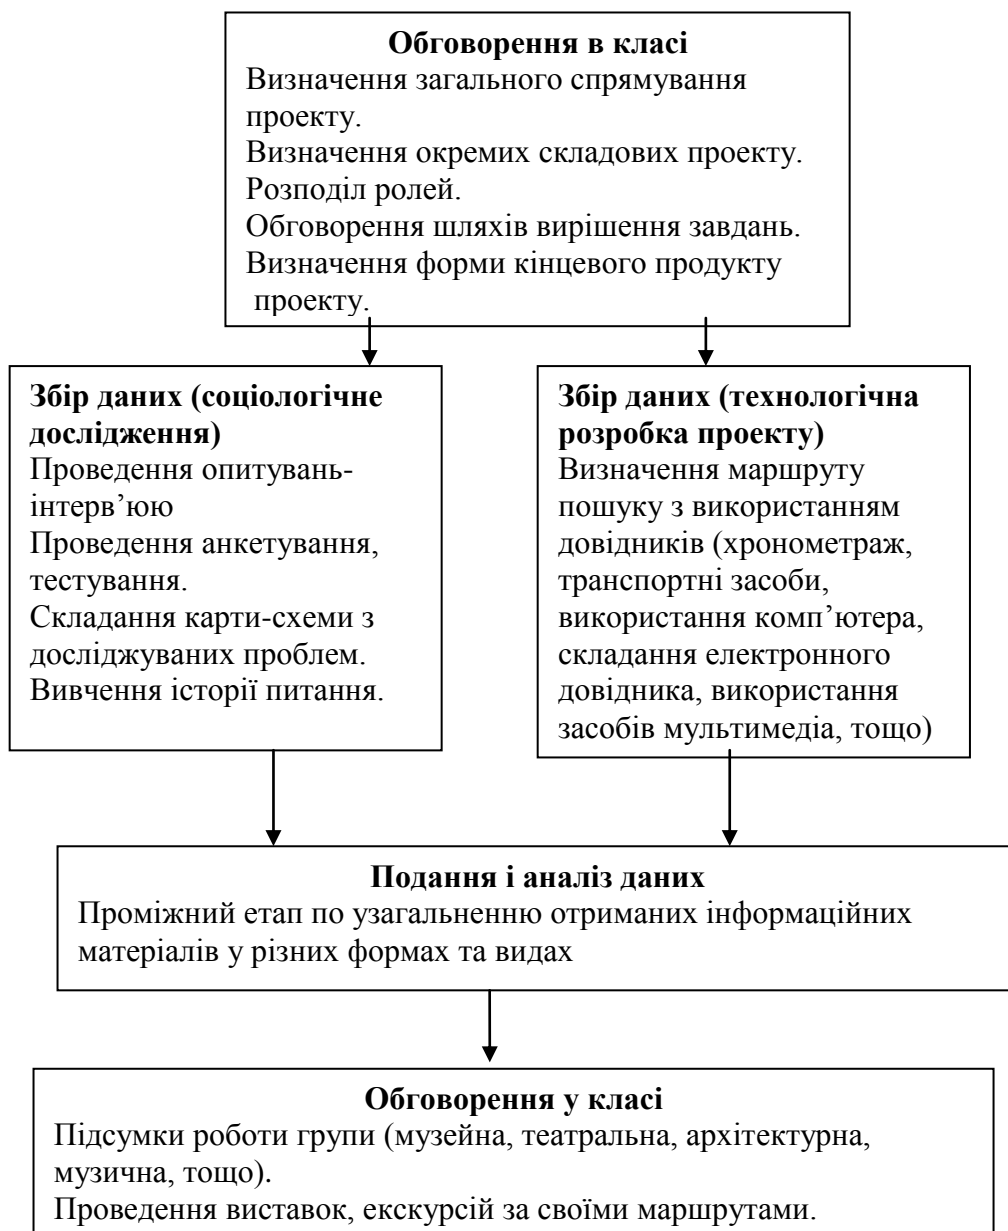 Обговорення в класі
Визначення загального спрямування
проекту.
Визначення окремих складових проекту.
Розподіл ролей.
Обговорення шляхів вирішення завдань.
Визначення форми кінцевого продукту
проекту.
Збір даних (соціологічне
дослідження)
Проведення опитувань-
інтерв’юю
Проведення анкетування,
тестування.
Складання карти-схеми з
досліджуваних проблем.
Вивчення історії питання.
Збір даних (технологічна
розробка проекту)
Визначення маршруту
пошуку з використанням
довідників (хронометраж,
транспортні засоби,
використання комп’ютера,
складання електронного
довідника, використання
засобів мультимедіа, тощо)
Подання і аналіз даних
Проміжний етап по узагальненню отриманих інформаційних
матеріалів у різних формах та видах
Обговорення у класі
Підсумки роботи групи (музейна, театральна, архітектурна,
музична, тощо).
Проведення виставок, екскурсій за своїми маршрутами.